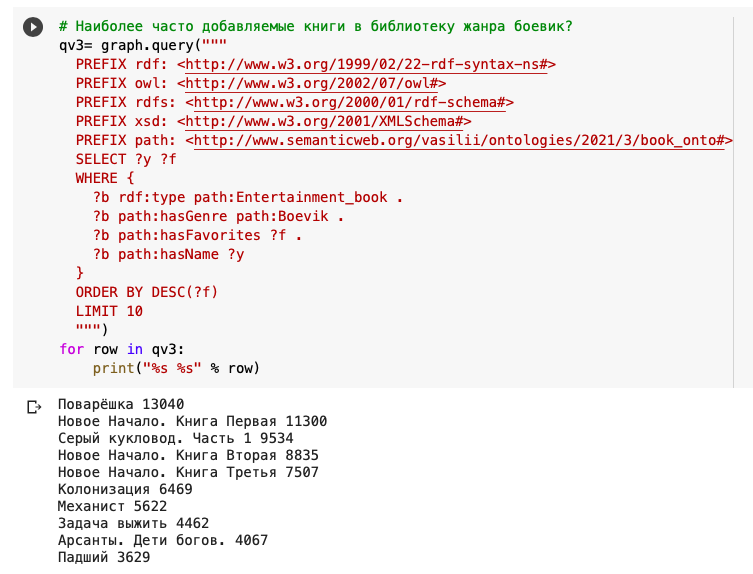 # Наиболее часто добавляемые книги в библиотеку жанра боевик?
qv3= graph.query("""
PREFIX rdf: <http://www.w3.org/1999/02/22-rdf-syntax-ns#>
PREFIX owl: <http://www.w3.org/2002/07/owl#>
PREFIX rdfs: <http://www.w3.org/2000/01/rdf-schema#>
PREFIX xsd: <http://www.w3.org/2001/XMLSchema#>
PREFIX path: <http://www.semanticweb.org/vasilii/ontologies/2021/3/book_onto#>
SELECT ?y ?f
WHERE {
?b rdf:type path:Entertainment_book .
?b path:hasGenre path:Boevik .
?b path:hasFavorites ?f .
?b path:hasName ?y
}
ORDER BY DESC(?f)
LIMIT 10
""")
for row in qv3:
print("%s %s" % row)
Поварёшка 13040
Новое Начало. Книга Первая 11300
Серый кукловод. Часть 1 9534
Новое Начало. Книга Вторая 8835
Новое Начало. Книга Третья 7507
Колонизация 6469
Механист 5622
Задача выжить 4462
Арсанты. Дети богов. 4067
Падший 3629